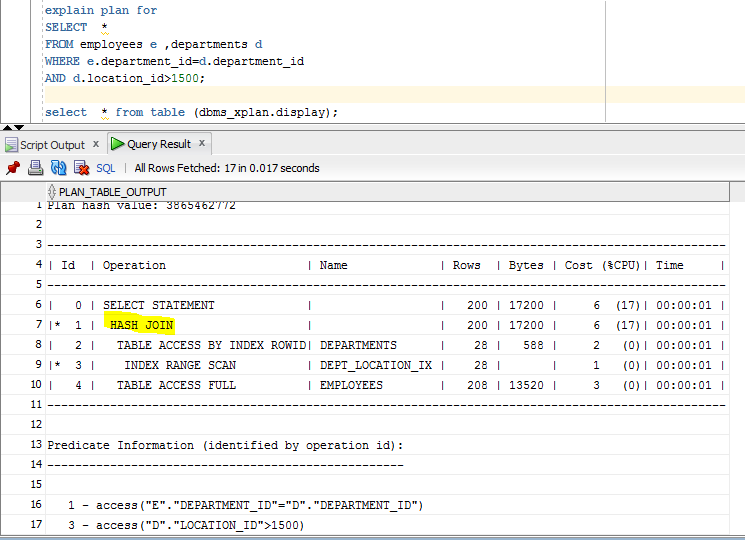 explain plan for
SELECT  *
FROM employees e ,departments d
WHERE e.department_id=d.department_id
AND d.location_id>1500;
select  * from table (dbms_xplan.display);
Script Output x Query Result x
SQL | All Rows Fetched: 17 in 0.017 seconds
PLAN_TABLE_OUTPUT
1 Plan hash value: 3865462772
2
3 --------------------------------------------------------------------------------------------------
4 | Id  | Operation                    | Name             | Rows  | Bytes | Cost (%CPU)| Time     |
5 --------------------------------------------------------------------------------------------------
6 |   0 | SELECT STATEMENT             |                  |   200 | 17200 |     6  (17)| 00:00:01 |
7 |*  1 |  HASH JOIN                   |                  |   200 | 17200 |     6  (17)| 00:00:01 |
8 |   2 |   TABLE ACCESS BY INDEX ROWID| DEPARTMENTS      |    28 |   588 |     2   (0)| 00:00:01 |
9 |*  3 |    INDEX RANGE SCAN          | DEPT_LOCATION_IX |    28 |       |     1   (0)| 00:00:01 |
10 |   4 |   TABLE ACCESS FULL          | EMPLOYEES        |   208 | 13520 |     3   (0)| 00:00:01 |
11 --------------------------------------------------------------------------------------------------
12
13 Predicate Information (identified by operation id):
14 ---------------------------------------------------
15
16    1 - access("E"."DEPARTMENT_ID"="D"."DEPARTMENT_ID")
17    3 - access("D"."LOCATION_ID">1500)